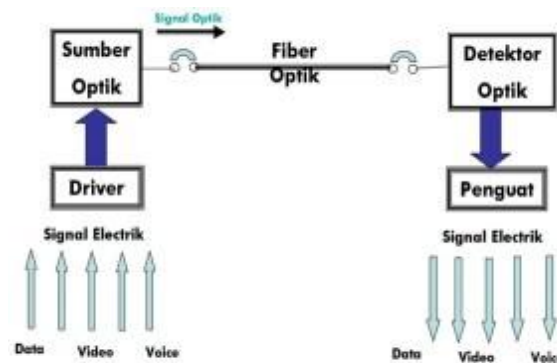 Signal Optik
Sumber
Optik
Fiber
Optik
Detektor
Optik
Driver
Penguat
Signal Electrik
Signal Electrik
Data Video Voice
Data Video Voice